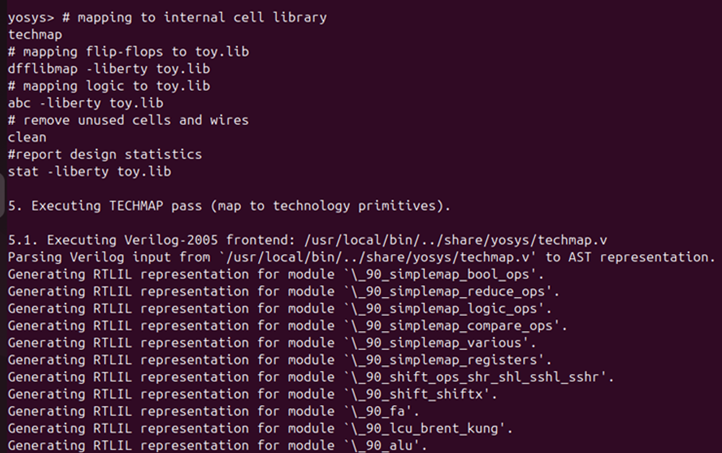 yosys> # mapping to internal cell library
techmap
# mapping flip-flops to toy.lib
dfflibmap -liberty toy.lib
# mapping logic to toy.lib
abc -liberty toy.lib
# remove unused cells and wires
clean
#report design statistics
stat -liberty toy.lib
5. Executing TECHMAP pass (map to technology primitives).
5.1. Executing Verilog-2005 frontend: /usr/local/bin/../share/yosys/techmap.v
Parsing Verilog input from `/usr/local/bin/../share/yosys/techmap.v' to AST representation.
Generating RTLIL representation for module `\_90_simplemap_bool_ops'.
Generating RTLIL representation for module `\_90_simplemap_reduce_ops'.
Generating RTLIL representation for module `\_90_simplemap_logic_ops'.
Generating RTLIL representation for module `\_90_simplemap_compare_ops'.
Generating RTLIL representation for module `\_90_simplemap_various'.
Generating RTLIL representation for module `\_90_simplemap_registers'.
Generating RTLIL representation for module `\_90_shift_ops_shr_shl_sshl_sshr'.
Generating RTLIL representation for module `\_90_shift_shiftx'.
Generating RTLIL representation for module `\_90_fa'.
Generating RTLIL representation for module `\_90_lcu_brent_kung'.
Generating RTLIL representation for module `\_90_alu'.